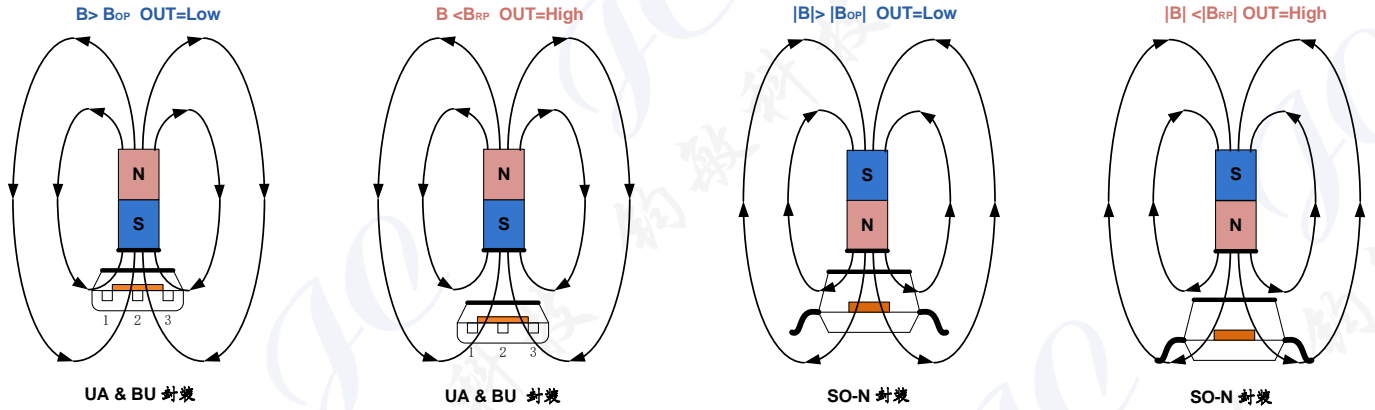 B> BOP OUT=Low
B <BRP OUT=High
|B|> |BOP| OUT=Low
|B| <|BRP| OUT=High
N
S
N
S
S
N
S
N
1 2 3
1 2 3
UA & BU 封装
UA & BU 封装
SO-N 封装
SO-N 封装